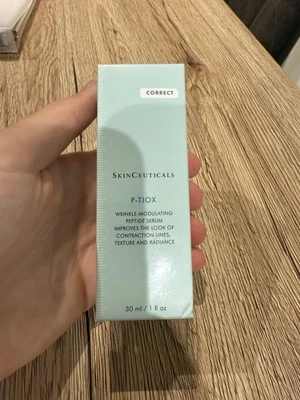 CORRECT
SKINCEUTICALS
P-TIOX
WRINKLE-MODULATING
PEPTIDE SERUM
IMPROVES THE LOOK OF
CONTRACTION LINES,
TEXTURE AND RADIANCE
30 ml / 1 fl oz